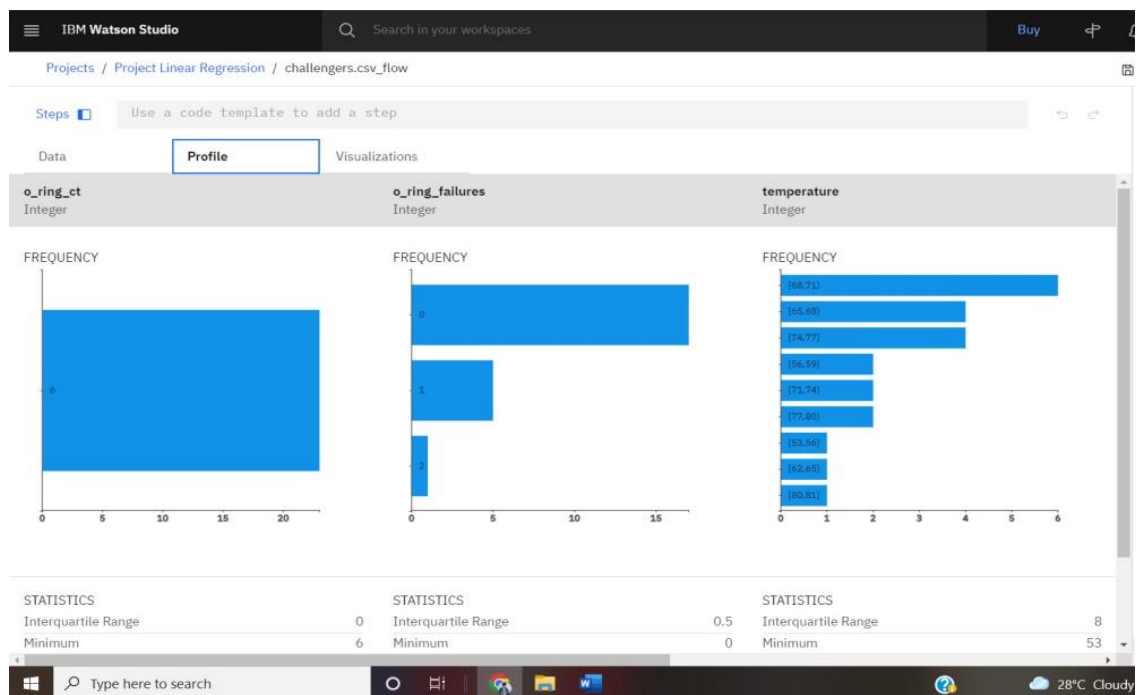 IBM Watson Studio
Search in your workspaces
Buy
Projects / Project Linear Regression / challengers.csv_flow
Steps
Use a code template to add a step
Data Profile Visualizations
o_ring_ct o_ring_failures temperature
Integer Integer Integer
FREQUENCY FREQUENCY FREQUENCY
6
0 5 10 15 20
0
1
2
0 5 10 15
[68,71)
[65,68)
[74,77)
[56,59)
[71,74)
[77,80)
[53,56)
[62,65)
[80,81]
0 1 2 3 4 5 6
STATISTICS STATISTICS STATISTICS
Interquartile Range 0 Interquartile Range 0.5 Interquartile Range 8
Minimum 6 Minimum 0 Minimum 53
Type here to search
28°C Cloudy